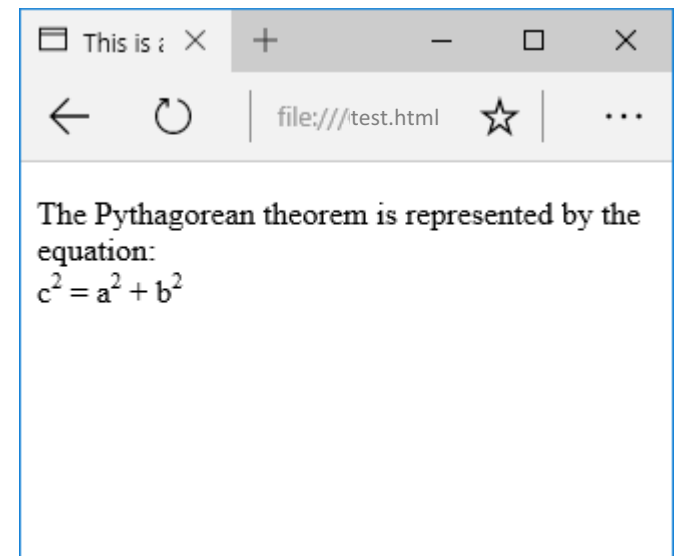 This is a
file:///test.html
The Pythagorean theorem is represented by the
equation:
c² = a² + b²